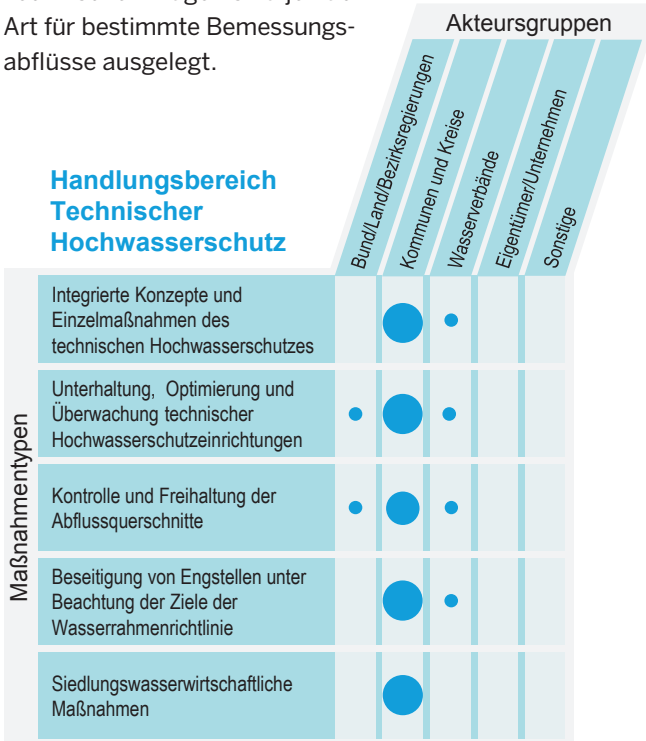 Art für bestimmte Bemessungs-
abflüsse ausgelegt.
Akteursgruppen
Handlungsbereich
Technischer
Hochwasserschutz
Bund/Land/Bezirksregierungen
Kommunen und Kreise
Wasserverbände
Eigentümer/Unternehmen
Sonstige
Maßnahmentypen
Integrierte Konzepte und
Einzelmaßnahmen des
technischen Hochwasserschutzes
Unterhaltung, Optimierung und
Überwachung technischer
Hochwasserschutzeinrichtungen
Kontrolle und Freihaltung der
Abflussquerschnitte
Beseitigung von Engstellen unter
Beachtung der Ziele der
Wasserrahmenrichtlinie
Siedlungswasserwirtschaftliche
Maßnahmen